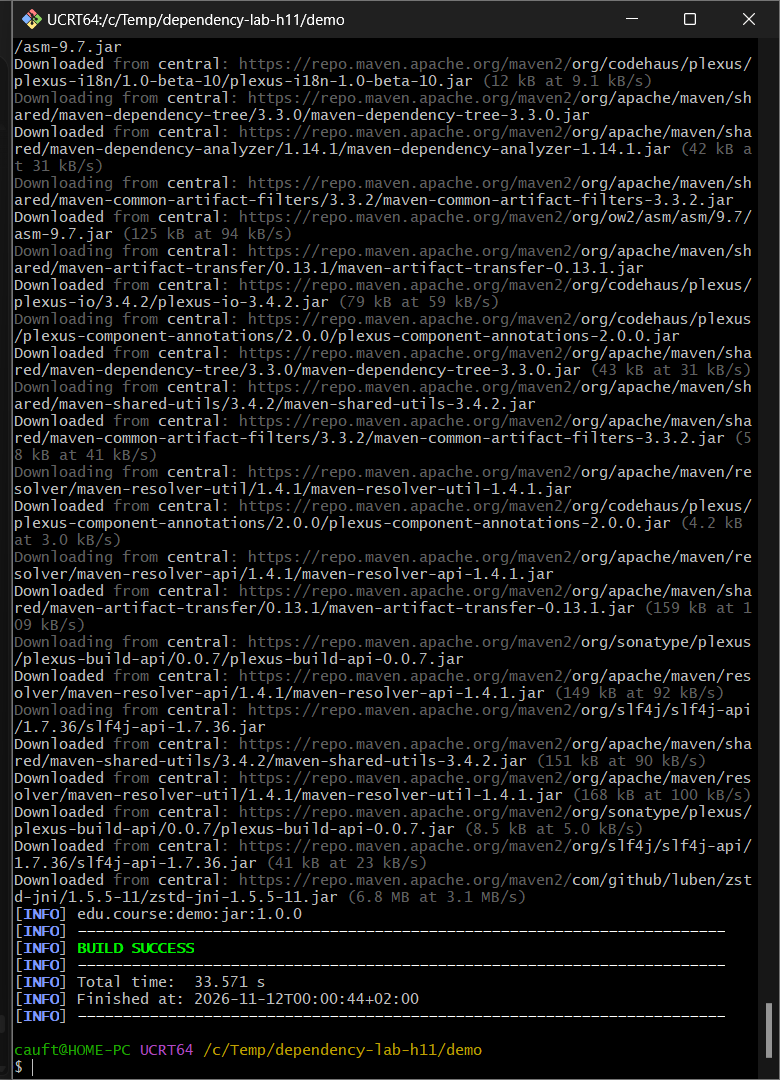 UCRT64:/c/Temp/dependency-lab-h11/demo
/asm-9.7.jar
Downloaded from central: https://repo.maven.apache.org/maven2/org/codehaus/plexus/
plexus-i18n/1.0-beta-10/plexus-i18n-1.0-beta-10.jar (12 kB at 9.1 kB/s)
Downloading from central: https://repo.maven.apache.org/maven2/org/apache/maven/sh
ared/maven-dependency-tree/3.3.0/maven-dependency-tree-3.3.0.jar
Downloaded from central: https://repo.maven.apache.org/maven2/org/apache/maven/sha
red/maven-dependency-analyzer/1.14.1/maven-dependency-analyzer-1.14.1.jar (42 kB a
t 31 kB/s)
Downloading from central: https://repo.maven.apache.org/maven2/org/apache/maven/sh
ared/maven-common-artifact-filters/3.3.2/maven-common-artifact-filters-3.3.2.jar
Downloaded from central: https://repo.maven.apache.org/maven2/org/ow2/asm/asm/9.7/
asm-9.7.jar (125 kB at 94 kB/s)
Downloading from central: https://repo.maven.apache.org/maven2/org/apache/maven/sh
ared/maven-artifact-transfer/0.13.1/maven-artifact-transfer-0.13.1.jar
Downloaded from central: https://repo.maven.apache.org/maven2/org/codehaus/plexus/
plexus-io/3.4.2/plexus-io-3.4.2.jar (79 kB at 59 kB/s)
Downloading from central: https://repo.maven.apache.org/maven2/org/codehaus/plexus
/plexus-component-annotations/2.0.0/plexus-component-annotations-2.0.0.jar
Downloaded from central: https://repo.maven.apache.org/maven2/org/apache/maven/sha
red/maven-dependency-tree/3.3.0/maven-dependency-tree-3.3.0.jar (43 kB at 31 kB/s)
Downloading from central: https://repo.maven.apache.org/maven2/org/apache/maven/sh
ared/maven-shared-utils/3.4.2/maven-shared-utils-3.4.2.jar
Downloaded from central: https://repo.maven.apache.org/maven2/org/apache/maven/sha
red/maven-common-artifact-filters/3.3.2/maven-common-artifact-filters-3.3.2.jar (5
8 kB at 41 kB/s)
Downloading from central: https://repo.maven.apache.org/maven2/org/apache/maven/re
solver/maven-resolver-util/1.4.1/maven-resolver-util-1.4.1.jar
Downloaded from central: https://repo.maven.apache.org/maven2/org/codehaus/plexus/
plexus-component-annotations/2.0.0/plexus-component-annotations-2.0.0.jar (4.2 kB
at 3.0 kB/s)
Downloading from central: https://repo.maven.apache.org/maven2/org/apache/maven/re
solver/maven-resolver-api/1.4.1/maven-resolver-api-1.4.1.jar
Downloaded from central: https://repo.maven.apache.org/maven2/org/apache/maven/sha
red/maven-artifact-transfer/0.13.1/maven-artifact-transfer-0.13.1.jar (159 kB at 1
09 kB/s)
Downloading from central: https://repo.maven.apache.org/maven2/org/sonatype/plexus
/plexus-build-api/0.0.7/plexus-build-api-0.0.7.jar
Downloaded from central: https://repo.maven.apache.org/maven2/org/apache/maven/res
olver/maven-resolver-api/1.4.1/maven-resolver-api-1.4.1.jar (149 kB at 92 kB/s)
Downloading from central: https://repo.maven.apache.org/maven2/org/slf4j/slf4j-api
/1.7.36/slf4j-api-1.7.36.jar
Downloaded from central: https://repo.maven.apache.org/maven2/org/apache/maven/sha
red/maven-shared-utils/3.4.2/maven-shared-utils-3.4.2.jar (151 kB at 90 kB/s)
Downloaded from central: https://repo.maven.apache.org/maven2/org/apache/maven/res
olver/maven-resolver-util/1.4.1/maven-resolver-util-1.4.1.jar (168 kB at 100 kB/s)
Downloaded from central: https://repo.maven.apache.org/maven2/org/sonatype/plexus/
plexus-build-api/0.0.7/plexus-build-api-0.0.7.jar (8.5 kB at 5.0 kB/s)
Downloaded from central: https://repo.maven.apache.org/maven2/org/slf4j/slf4j-api/
1.7.36/slf4j-api-1.7.36.jar (41 kB at 23 kB/s)
Downloaded from central: https://repo.maven.apache.org/maven2/com/github/luben/zst
d-jni/1.5.5-11/zstd-jni-1.5.5-11.jar (6.8 MB at 3.1 MB/s)
[INFO] edu.course:demo:jar:1.0.0
[INFO] ------------------------------------------------------------------------
[INFO] BUILD SUCCESS
[INFO] ------------------------------------------------------------------------
[INFO] Total time:  33.571 s
[INFO] Finished at: 2026-11-12T00:00:44+02:00
[INFO] ------------------------------------------------------------------------
cauft@HOME-PC UCRT64 /c/Temp/dependency-lab-h11/demo
$